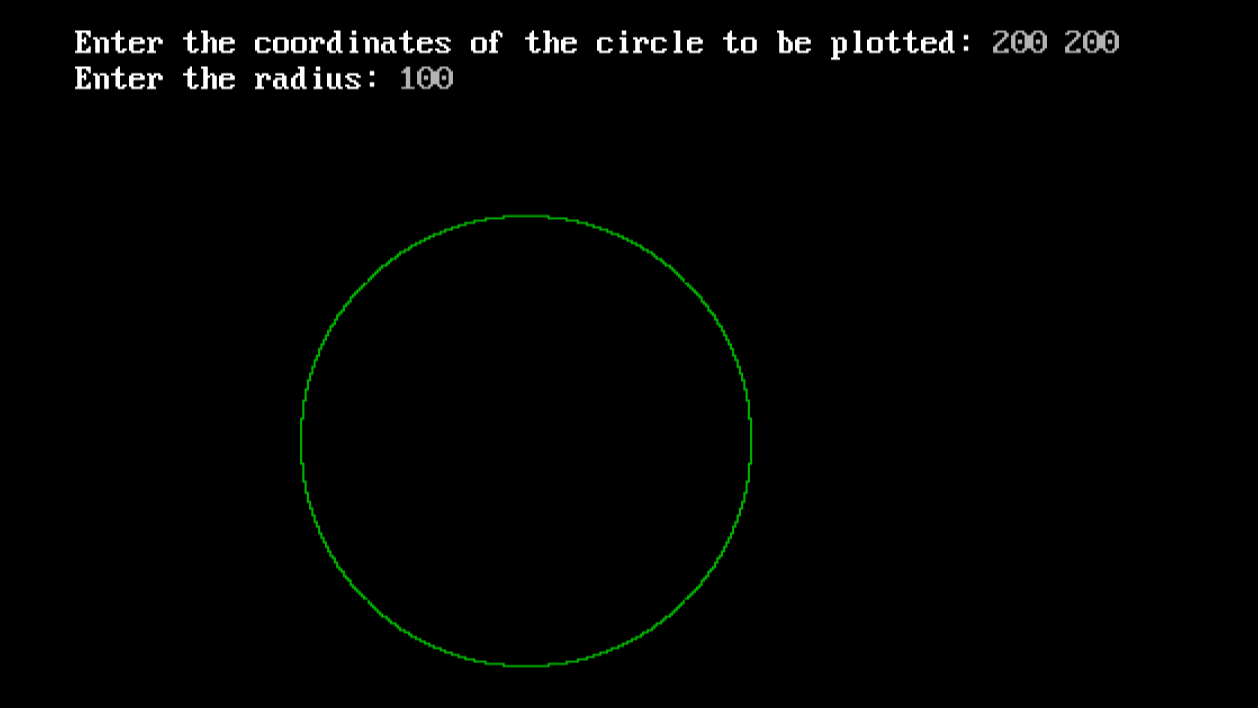 Enter the coordinates of the circle to be plotted: 200 200
Enter the radius: 100